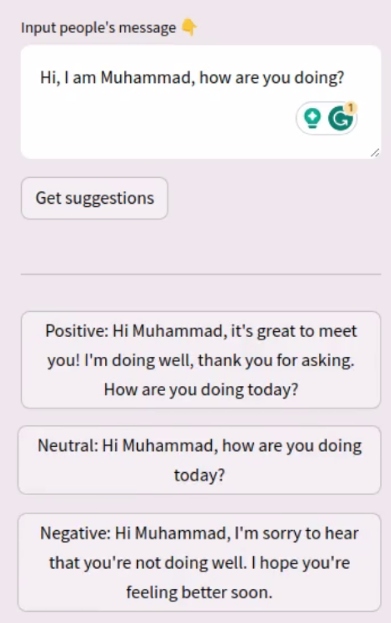 Input people's message 👇
Hi, I am Muhammad, how are you doing?
1
Get suggestions
Positive: Hi Muhammad, it's great to meet
you! I'm doing well, thank you for asking.
How are you doing today?
Neutral: Hi Muhammad, how are you doing
today?
Negative: Hi Muhammad, I'm sorry to hear
that you're not doing well. I hope you're
feeling better soon.